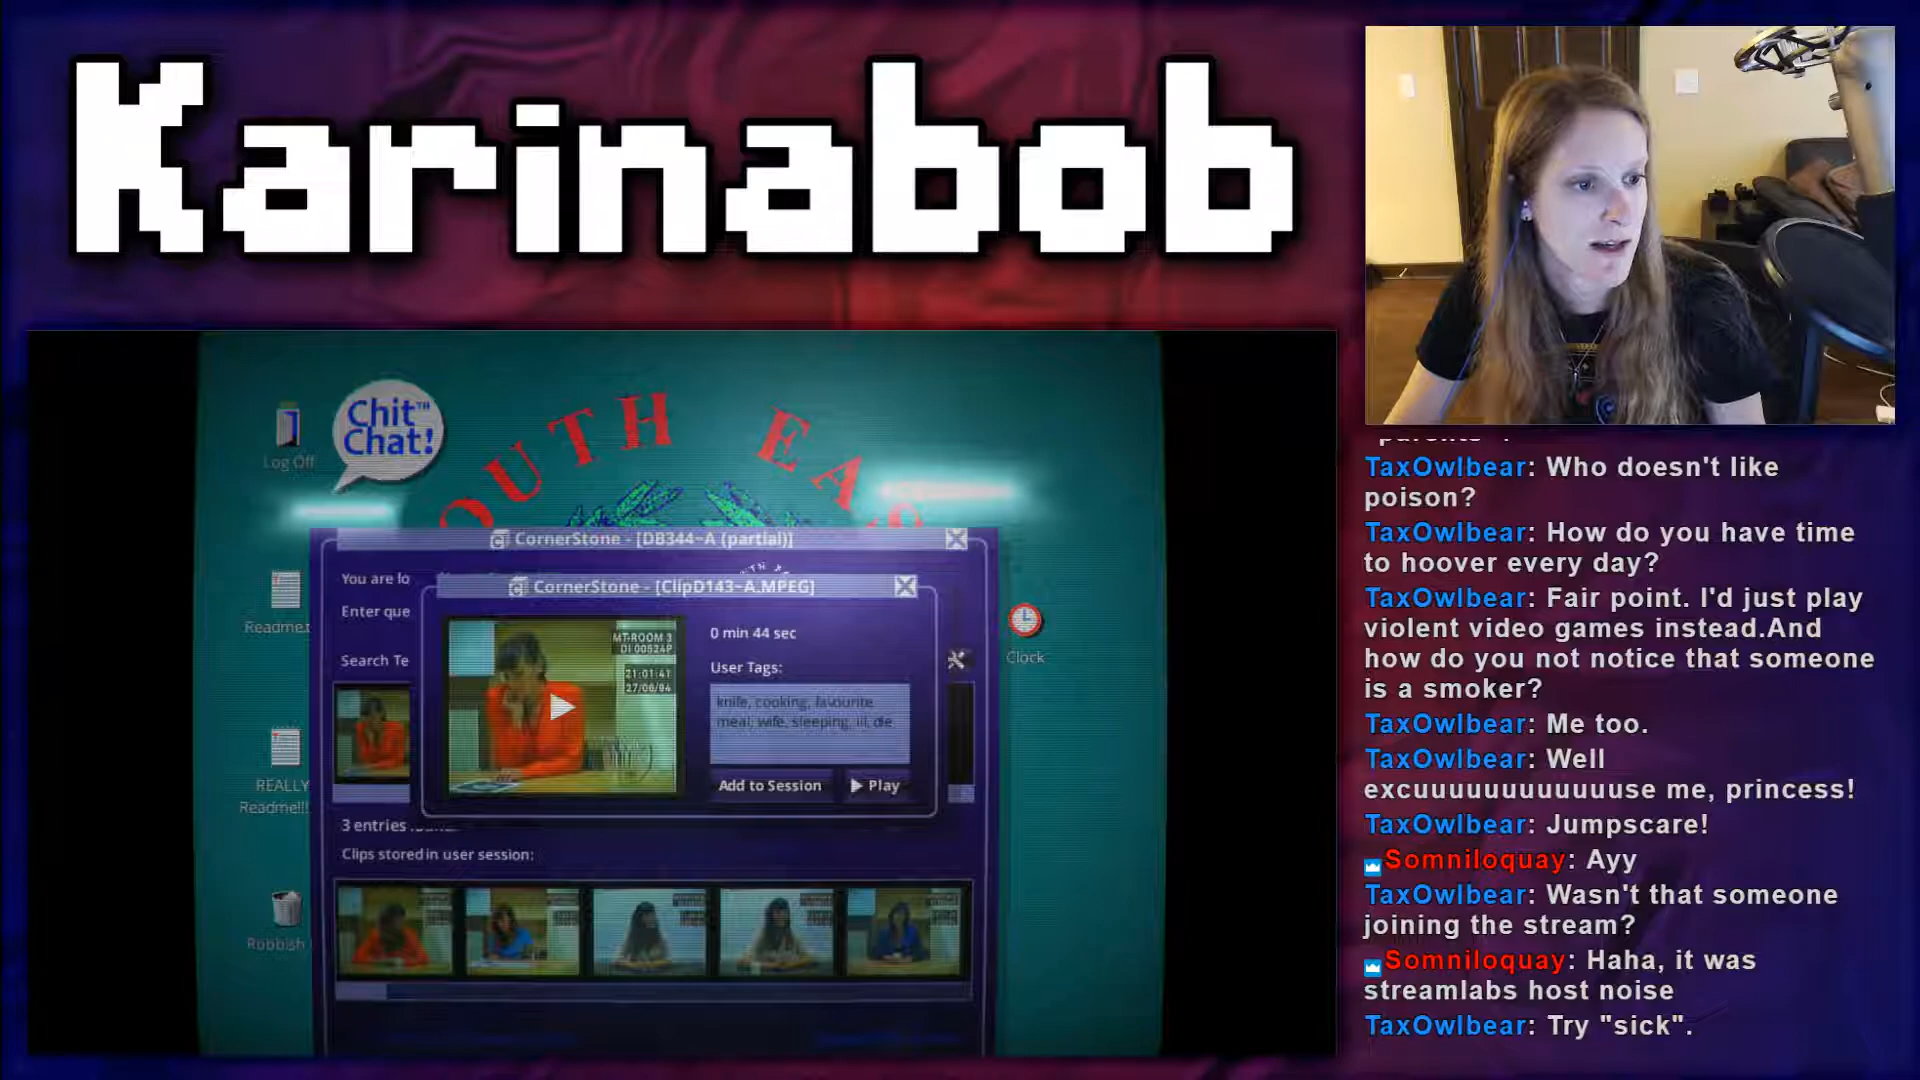 Karinabob
Chit™
Chat!
Log Off
OUTH EAS
CornerStone - [DB344~A (partial)]
You are lo
CornerStone - [ClipD143~A.MPEG]
Enter que
Readme.t
MT-ROOM 3
DI 00524P
21:01:41
27/06/94
0 min 44 sec
User Tags:
knife, cooking, favourite
meal, wife, sleeping, ill, die
Search Te
Clock
Add to Session
Play
REALLY
Readme!!!
3 entries
Clips stored in user session:
Robbish
TaxOwlbear: Who doesn't like
poison?
TaxOwlbear: How do you have time
to hoover every day?
TaxOwlbear: Fair point. I'd just play
violent video games instead.And
how do you not notice that someone
is a smoker?
TaxOwlbear: Me too.
TaxOwlbear: Well
excuuuuuuuuuuuuse me, princess!
TaxOwlbear: Jumpscare!
Somniloquay: Ayy
TaxOwlbear: Wasn't that someone
joining the stream?
Somniloquay: Haha, it was
streamlabs host noise
TaxOwlbear: Try "sick".